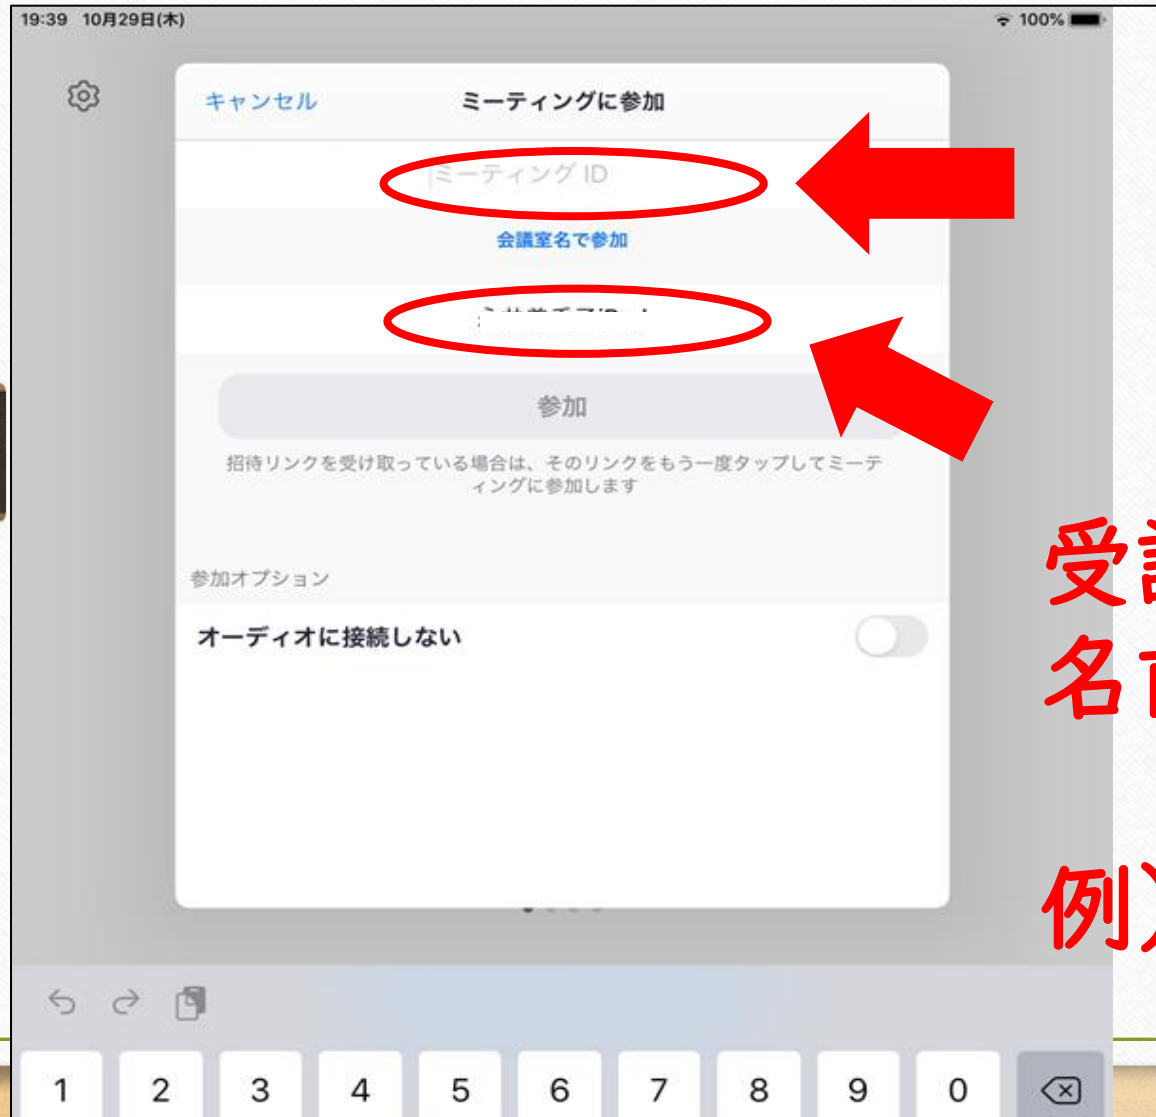 19:39 10月29日(木)
100%
キャンセル
ミーティングに参加
ミーティング ID
会議室名で参加
参加
招待リンクを受け取っている場合は、そのリンクをもう一度タップしてミーテ
ィングに参加します
参加オプション
オーディオに接続しない
受
名
例)
1 2 3 4 5 6 7 8 9 0